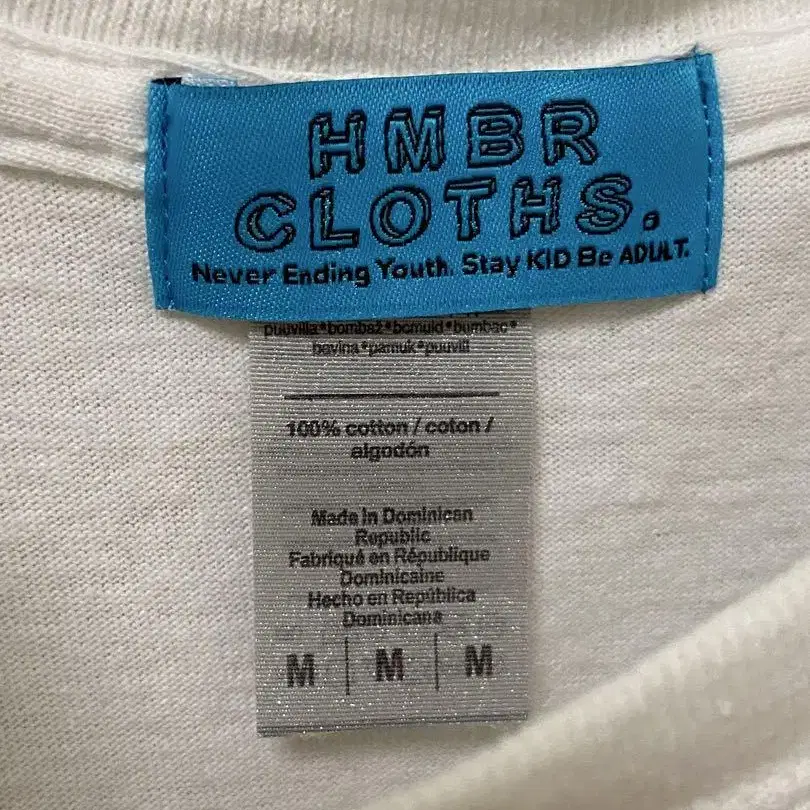 HMBR
CLOTHS.
Never Ending Youth. Stay KID Be ADULT.
puuvilla*bombaž*bcmuld*bumbac*
bavlna*pamuk*puuvill
100% cotton / coton /
algodón
Made in Dominican
Republic
Fabriqué en République
Dominicaine
Hecho en República
Dominicana
M | M | M